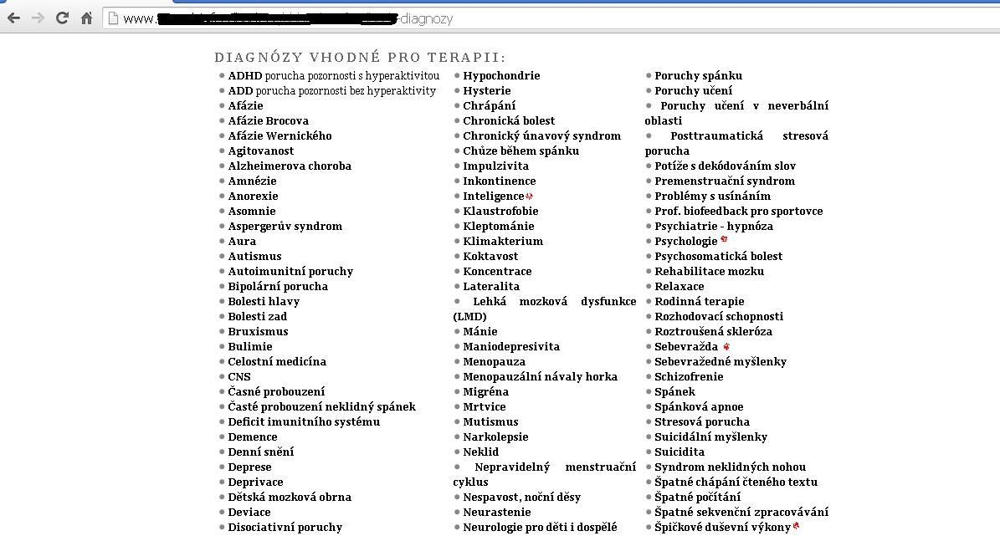 www.
-diagnozy
DIAGNÓZY VHODNÉ PRO TERAPII:
ADHD porucha pozornosti s hyperaktivitou
ADD porucha pozornosti bez hyperaktivity
Afázie
Afázie Brocova
Afázie Wernického
Agitovanost
Alzheimerova choroba
Amnézie
Anorexie
Asomnie
Aspergerův syndrom
Aura
Autismus
Autoimunitní poruchy
Bipolární porucha
Bolesti hlavy
Bolesti zad
Bruxismus
Bulimie
Celostní medicína
CNS
Časné probouzení
Časté probouzení neklidný spánek
Deficit imunitního systému
Demence
Denní snění
Deprese
Deprivace
Dětská mozková obrna
Deviace
Disociativní poruchy
Hypochondrie
Hysterie
Chrápání
Chronická bolest
Chronický únavový syndrom
Chůze během spánku
Impulzivita
Inkontinence
Inteligence
Klaustrofobie
Kleptománie
Klimakterium
Koktavost
Koncentrace
Lateralita
Lehká mozková dysfunkce
(LMD)
Mánie
Maniodepresivita
Menopauza
Menopauzální návaly horka
Migréna
Mrtvice
Mutismus
Narkolepsie
Neklid
Nepravidelný menstruační
cyklus
Nespavost, noční děsy
Neurastenie
Neurologie pro děti i dospělé
Poruchy spánku
Poruchy učení
Poruchy učení v neverbální
oblasti
Posttraumatická stresová
porucha
Potíže s dekódováním slov
Premenstruační syndrom
Problémy s usínáním
Prof. biofeedback pro sportovce
Psychiatrie - hypnóza
Psychologie
Psychosomatická bolest
Rehabilitace mozku
Relaxace
Rodinná terapie
Rozhodovací schopnosti
Roztroušená skleróza
Sebevražda
Sebevražedné myšlenky
Schizofrenie
Spánek
Spánková apnoe
Stresová porucha
Suicidální myšlenky
Suicidita
Syndrom neklidných nohou
Špatné chápání čteného textu
Špatné počítání
Špatné sekvenční zpracovávání
Špičkové duševní výkony